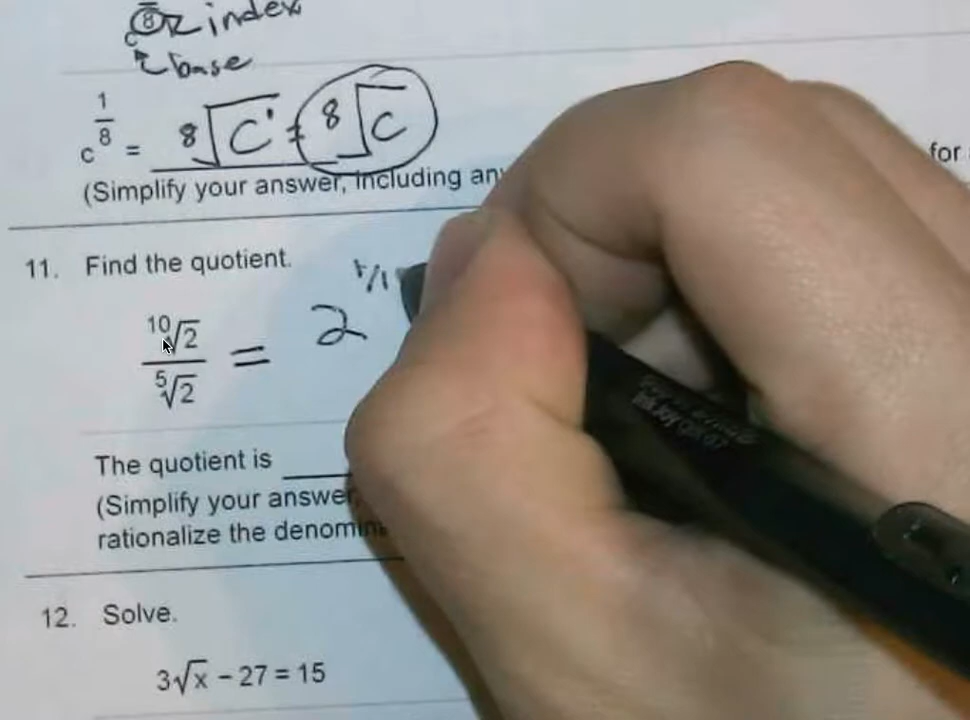 8 index
c base
c^(1/8) = ⁸√c¹ = ⁸√c
for
(Simplify your answer, including any
11. Find the quotient.
¹⁰√2 / ⁵√2 = 2^(1/1
The quotient is
(Simplify your answer,
rationalize the
12. Solve.
3√x − 27 = 15